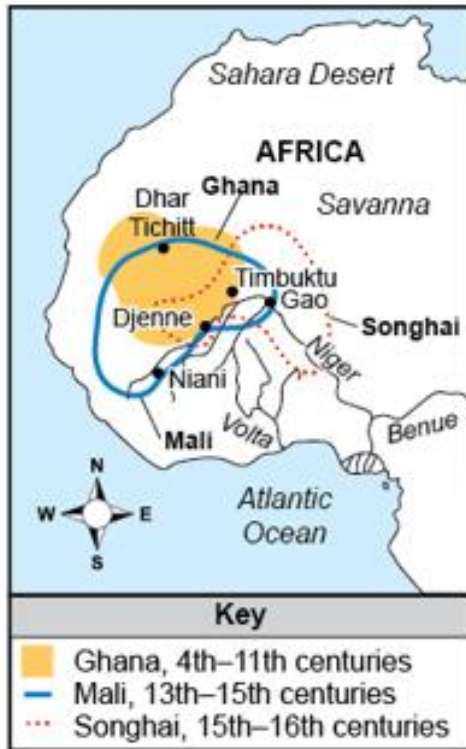 Sahara Desert
AFRICA
Ghana
Dhar
Tichitt
Savanna
Timbuktu
Gao
Djenne
Songhai
Niger
Niani
Mali
Volta
Benue
N
W E
S
Atlantic
Ocean
Key
Ghana, 4th–11th centuries
Mali, 13th–15th centuries
Songhai, 15th–16th centuries